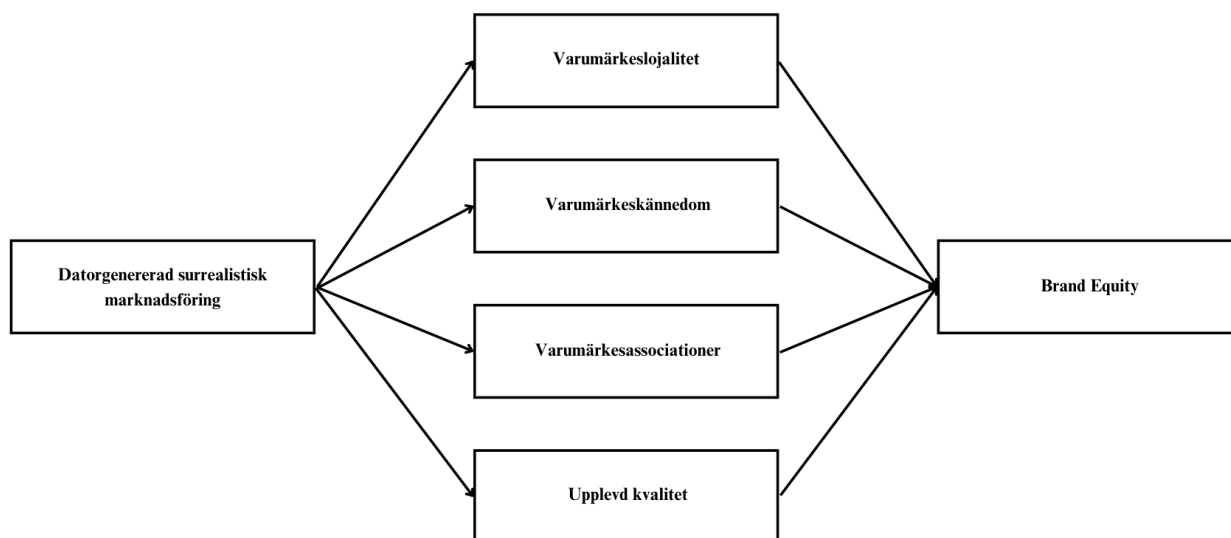 Varumärkeslojalitet
Varumärkeskännedom
Datorgenererad surrealistisk
marknadsföring
Brand Equity
Varumärkesassociationer
Upplevd kvalitet